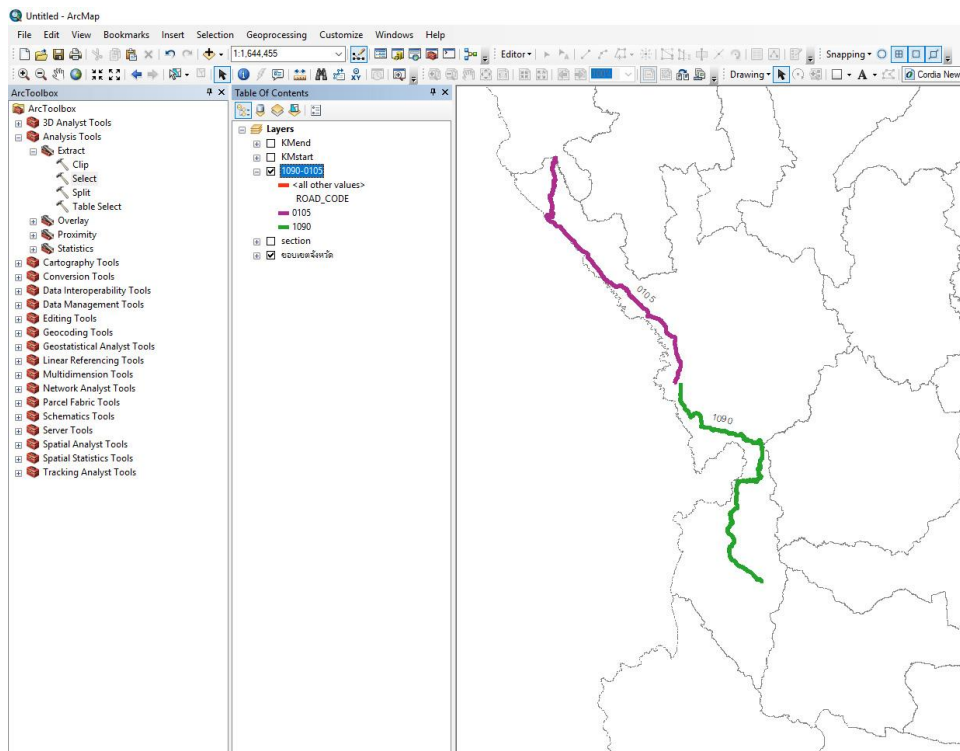 Untitled - ArcMap
File Edit View Bookmarks Insert Selection Geoprocessing Customize Windows Help
1:1,644,455 Editor Snapping
Drawing A Cordia New
ArcToolbox
ArcToolbox
3D Analyst Tools
Analysis Tools
Extract
Clip
Select
Split
Table Select
Overlay
Proximity
Statistics
Cartography Tools
Conversion Tools
Data Interoperability Tools
Data Management Tools
Editing Tools
Geocoding Tools
Geostatistical Analyst Tools
Linear Referencing Tools
Multidimension Tools
Network Analyst Tools
Parcel Fabric Tools
Schematics Tools
Server Tools
Spatial Analyst Tools
Spatial Statistics Tools
Tracking Analyst Tools
Table Of Contents
Layers
KMend
KMstart
1090-0105
<all other values>
ROAD_CODE
0105
1090
section
ขอบเขตจังหวัด
0105
1090